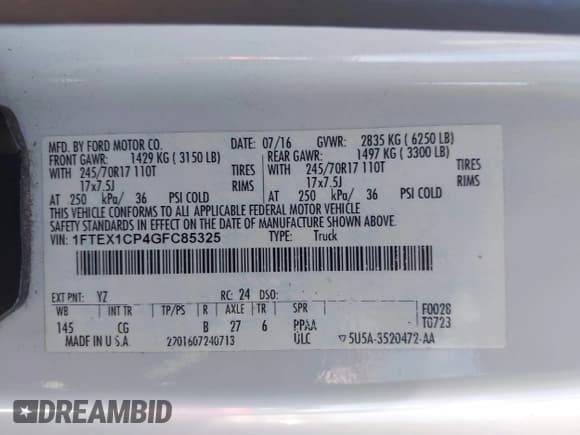 MFD. BY FORD MOTOR CO. DATE: 07/16 GVWR: 2835 KG ( 6250 LB)
FRONT GAWR: 1429 KG ( 3150 LB) REAR GAWR: 1497 KG ( 3300 LB)
WITH 245/70R17 110T TIRES WITH 245/70R17 110T TIRES
17x7.5J RIMS 17x7.5J RIMS
AT 250 kPa/ 36 PSI COLD AT 250 kPa/ 36 PSI COLD
THIS VEHICLE CONFORMS TO ALL APPLICABLE FEDERAL MOTOR VEHICLE
SAFETY STANDARDS IN EFFECT ON THE DATE OF MANUFACTURE SHOWN ABOVE.
VIN: 1FTEX1CP4GFC85325 TYPE: Truck
EXT PNT: YZ RC: 24 DSO:
WB INT TR TP/PS R AXLE TR SPR F0028
145 CG B 27 6 PPAA T0723
MADE IN U.S.A. 2701607240713 ULC 5U5A-3520472-AA
DREAMBID